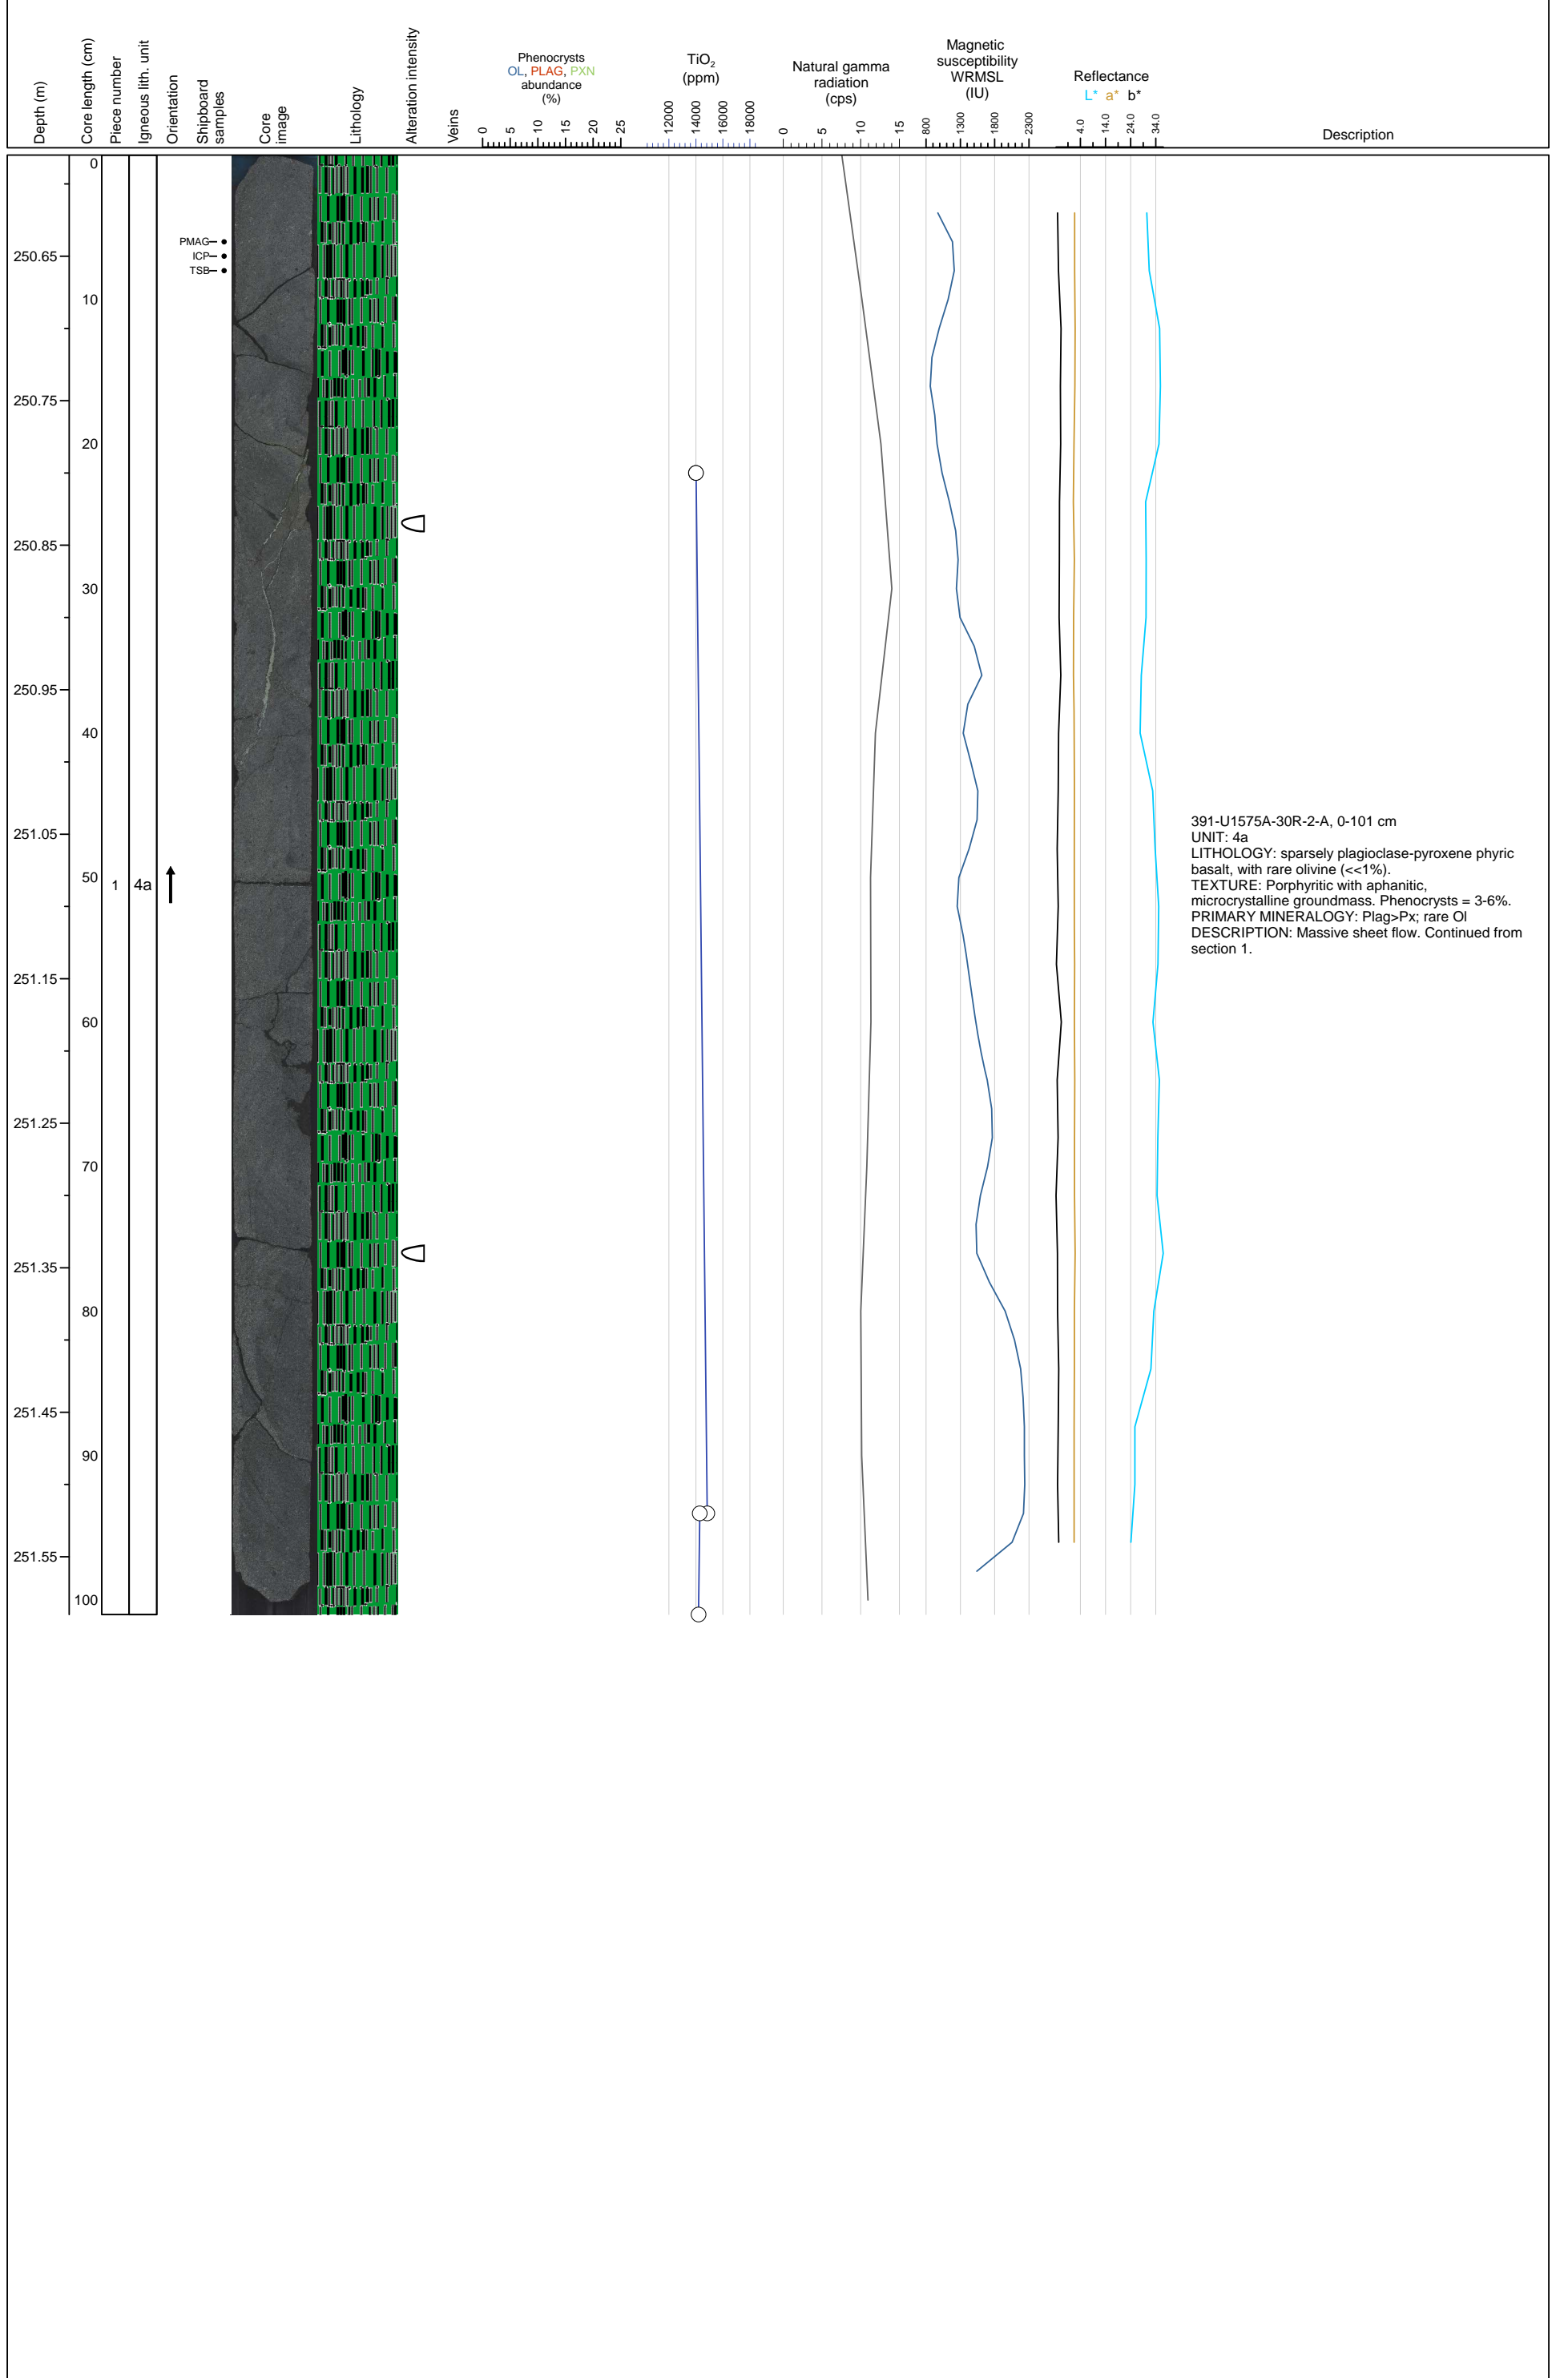 Depth (m)
Core length (cm)
Piece number
Igneous lith. unit
Orientation
Shipboard
samples
Core
image
Lithology
Alteration intensity
Veins
Phenocrysts
OL, PLAG, PXN
abundance
(%)
0 5 10 15 20 25
TiO₂
(ppm)
12000 14000 16000 18000
Natural gamma
radiation
(cps)
0 5 10 15
Magnetic
susceptibility
WRMSL
(IU)
800 1300 1800 2300
Reflectance
L* a* b*
4.0 14.0 24.0 34.0
Description
0
PMAG
250.65
ICP
TSB
10
250.75
20
250.85
30
250.95
40
251.05
50
1
4a
251.15
60
251.25
70
251.35
80
251.45
90
251.55
100
391-U1575A-30R-2-A, 0-101 cm
UNIT: 4a
LITHOLOGY: sparsely plagioclase-pyroxene phyric
basalt, with rare olivine (<<1%).
TEXTURE: Porphyritic with aphanitic,
microcrystalline groundmass. Phenocrysts = 3-6%.
PRIMARY MINERALOGY: Plag>Px; rare Ol
DESCRIPTION: Massive sheet flow. Continued from
section 1.